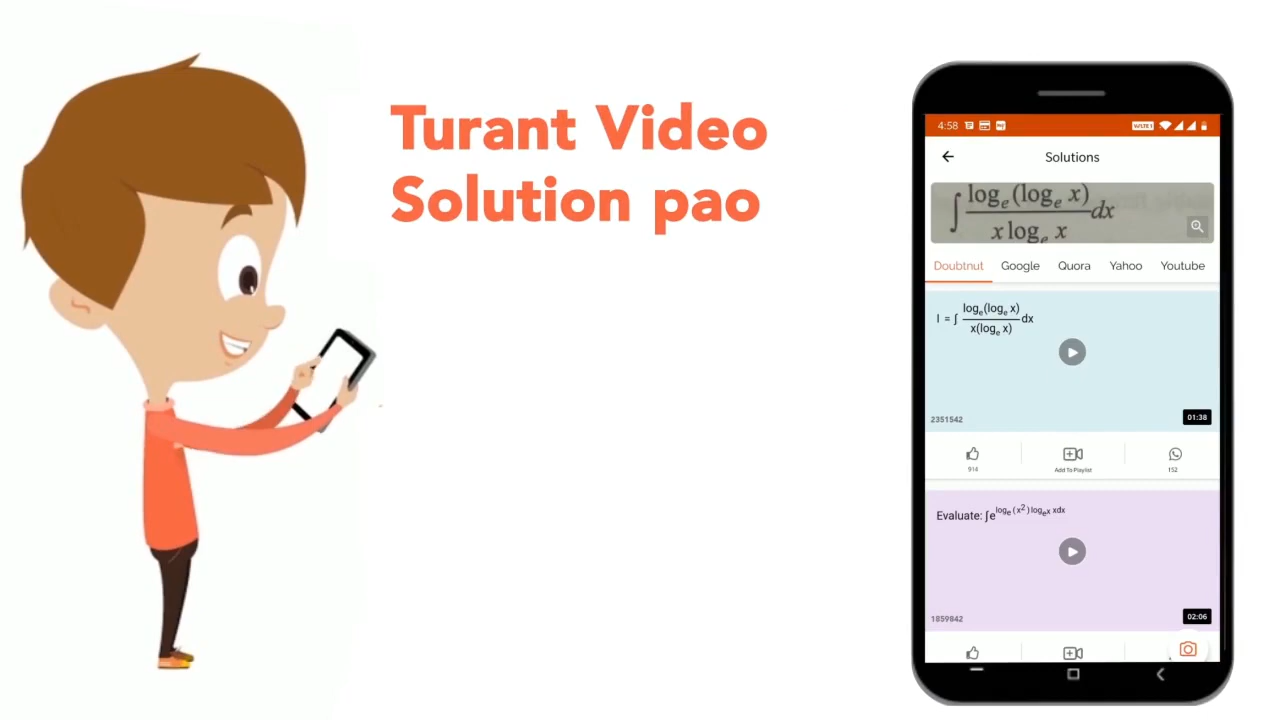 Turant Video
Solution pao
4:58
VoLTE1
Solutions
∫ logₑ(logₑ x) / x logₑ x dx
Doubtnut Google Quora Yahoo Youtube
I = ∫ logₑ(logₑ x) / x(logₑ x) dx
2351542 01:38
914 Add To Playlist 152
Evaluate: ∫e^logₑ(x²)logₑx xdx
1859842 02:06